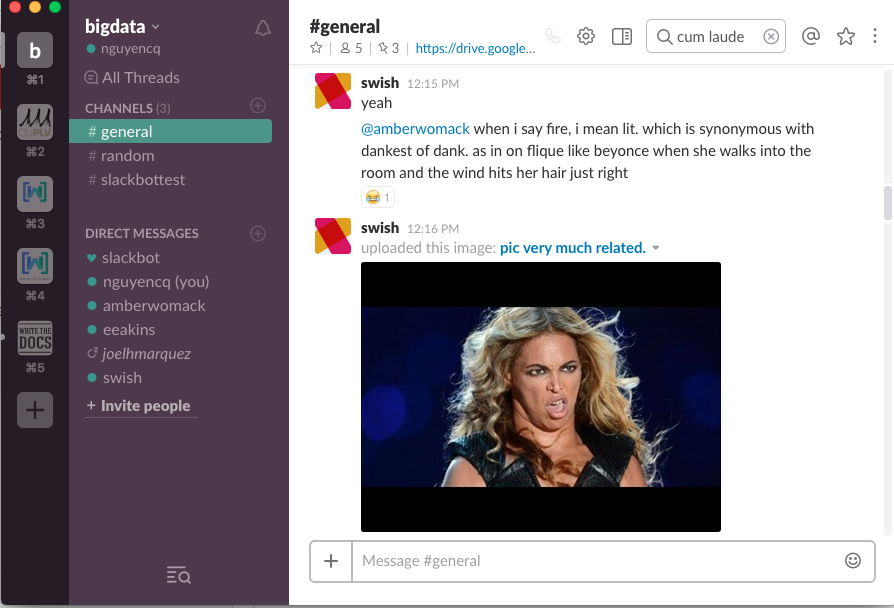 b
⌘1
CUPLV
⌘2
[W]
⌘3
[W]
⌘4
WRITE THE
DOCS
⌘5
+
bigdata
nguyencq
All Threads
CHANNELS (3)
# general
# random
# slackbottest
DIRECT MESSAGES
slackbot
nguyencq (you)
amberwomack
eeakins
joelhmarquez
swish
+ Invite people
#general
5 | 3 | https://drive.google...
cum laude
swish 12:15 PM
yeah
@amberwomack when i say fire, i mean lit. which is synonymous with
dankest of dank. as in on flique like beyonce when she walks into the
room and the wind hits her hair just right
😂 1
swish 12:16 PM
uploaded this image: pic very much related.
+ Message #general